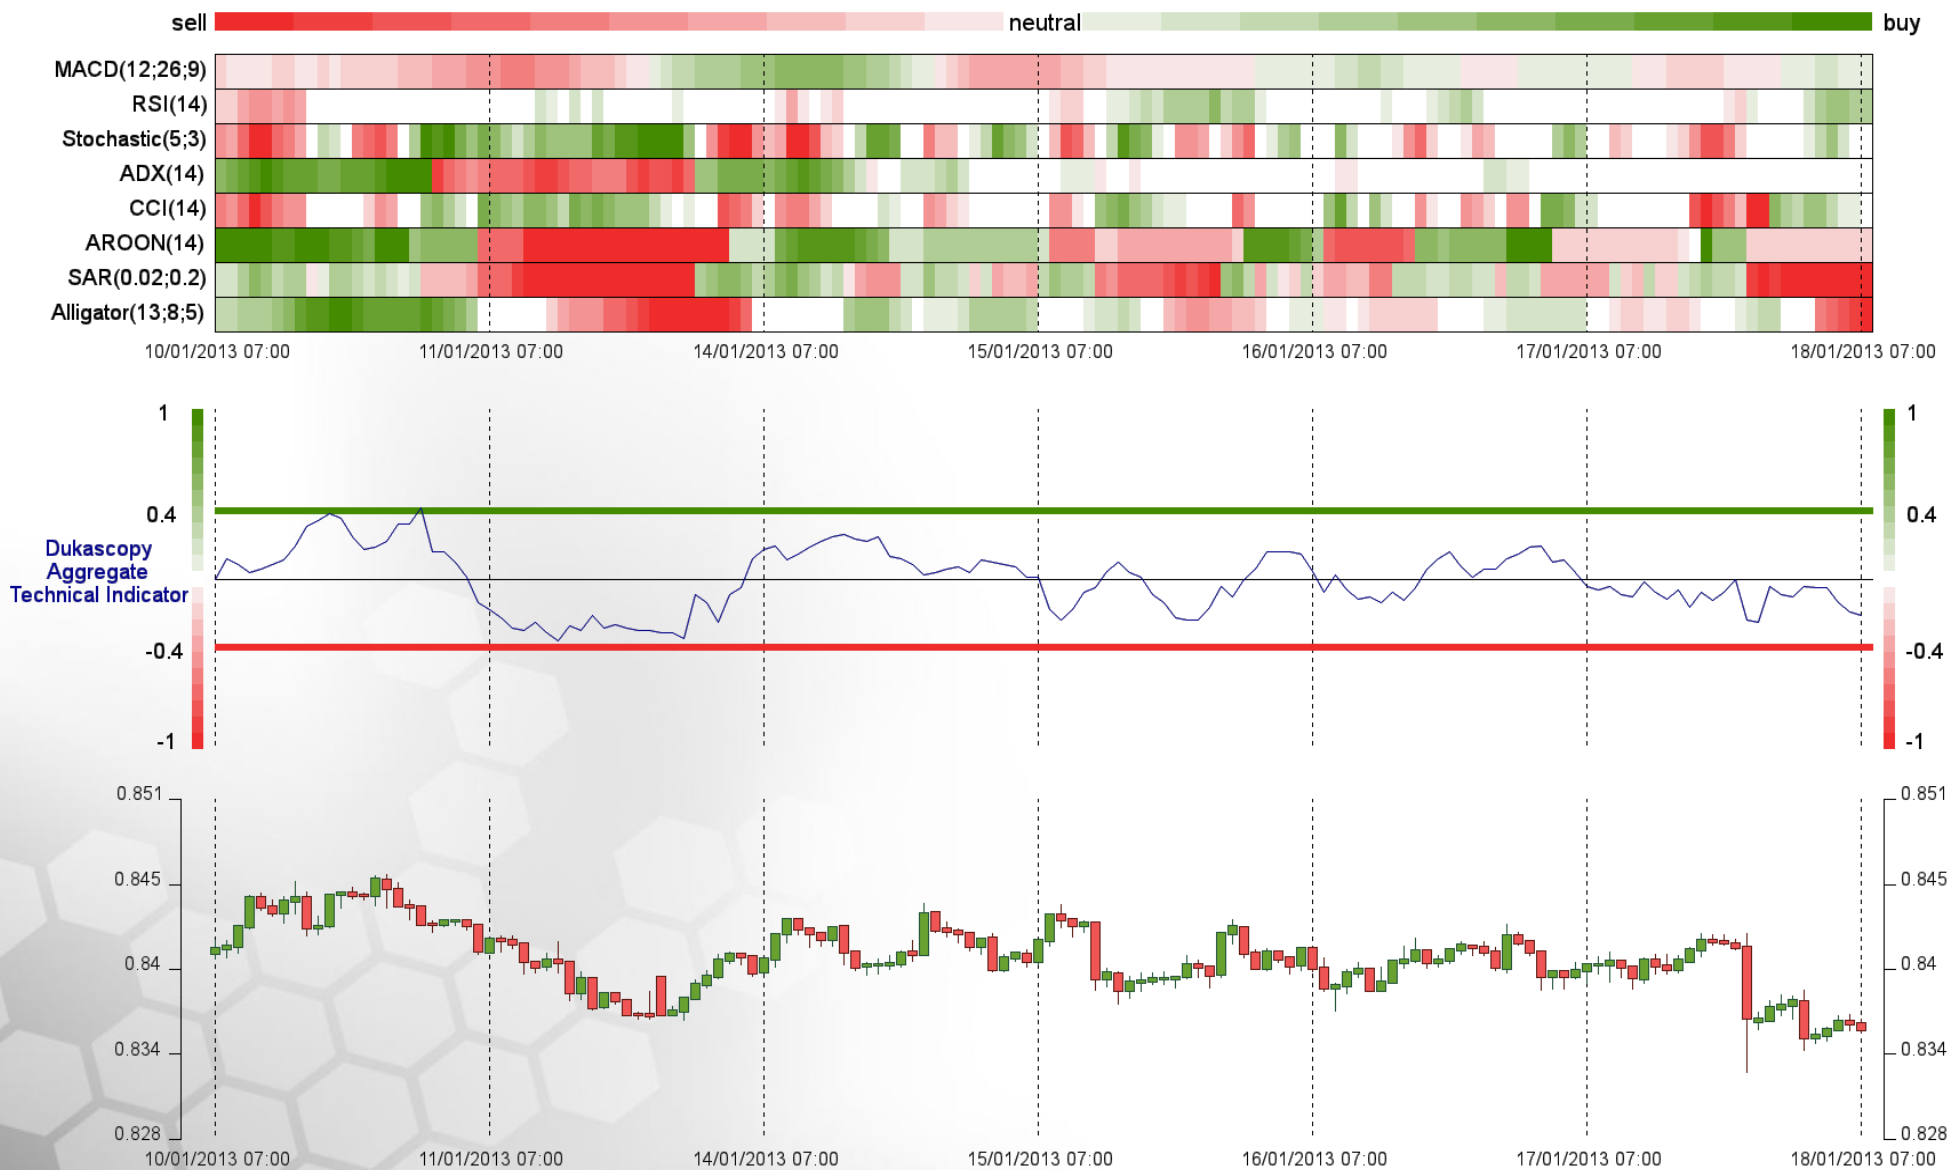 sell neutral buy
MACD(12;26;9)
RSI(14)
Stochastic(5;3)
ADX(14)
CCI(14)
AROON(14)
SAR(0.02;0.2)
Alligator(13;8;5)
10/01/2013 07:00 11/01/2013 07:00 14/01/2013 07:00 15/01/2013 07:00 16/01/2013 07:00 17/01/2013 07:00 18/01/2013 07:00
1 1
0.4 0.4
Dukascopy
Aggregate
Technical Indicator
-0.4 -0.4
-1 -1
0.851 0.851
0.845 0.845
0.84 0.84
0.834 0.834
0.828 0.828
10/01/2013 07:00 11/01/2013 07:00 14/01/2013 07:00 15/01/2013 07:00 16/01/2013 07:00 17/01/2013 07:00 18/01/2013 07:00